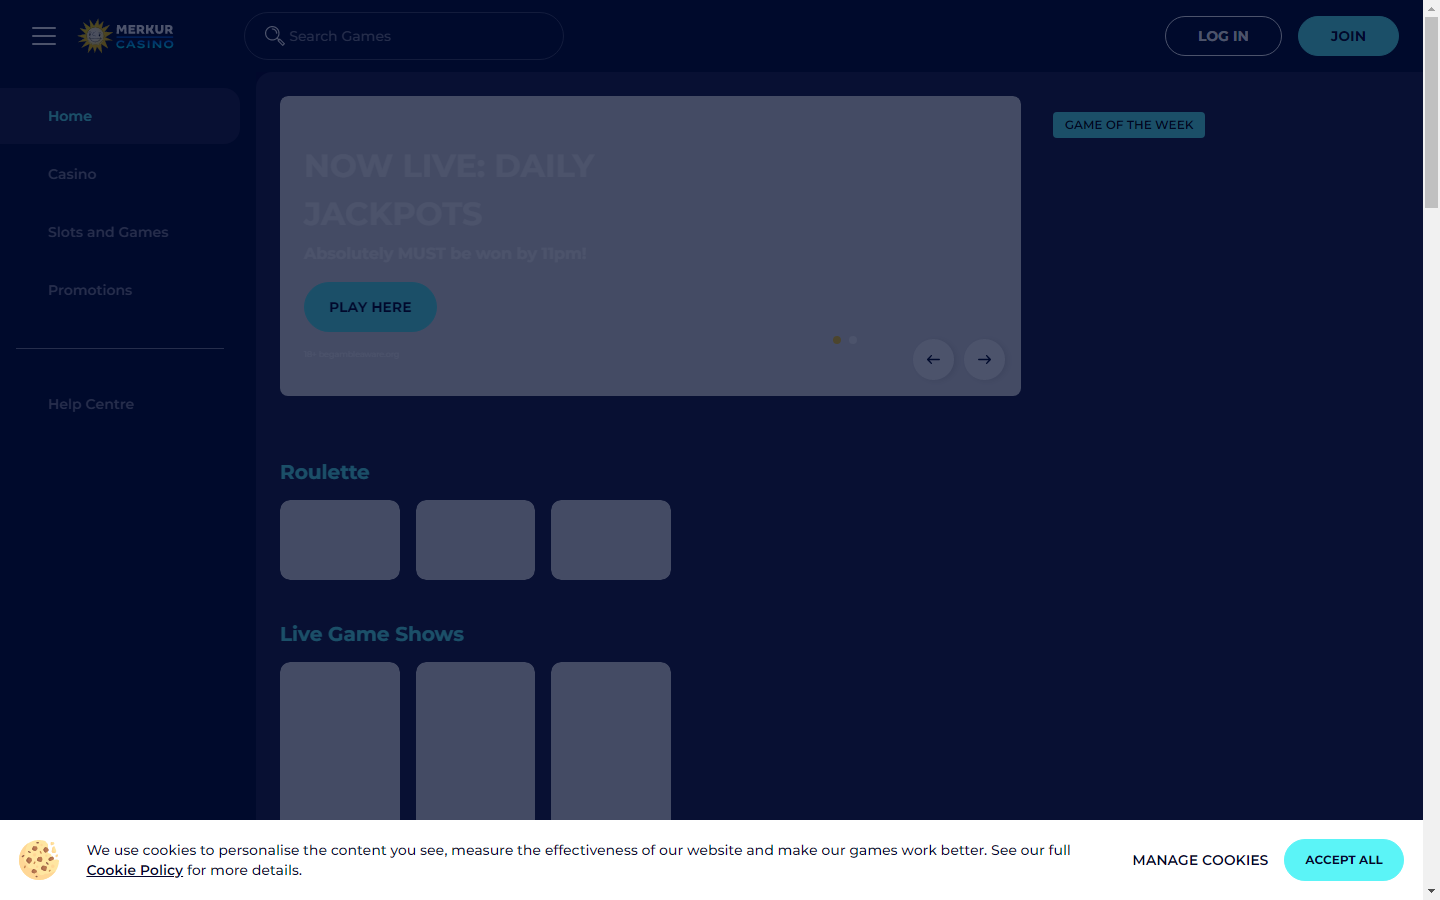 MERKUR
CASINO
Search Games
LOG IN
JOIN
Home
Casino
Slots and Games
Promotions
Help Centre
NOW LIVE: DAILY
JACKPOTS
Absolutely MUST be won by 11pm!
PLAY HERE
GAME OF THE WEEK
Roulette
Live Game Shows
We use cookies to personalise the content you see, measure the effectiveness of our website and make our games work better. See our full
Cookie Policy for more details.
MANAGE COOKIES
ACCEPT ALL